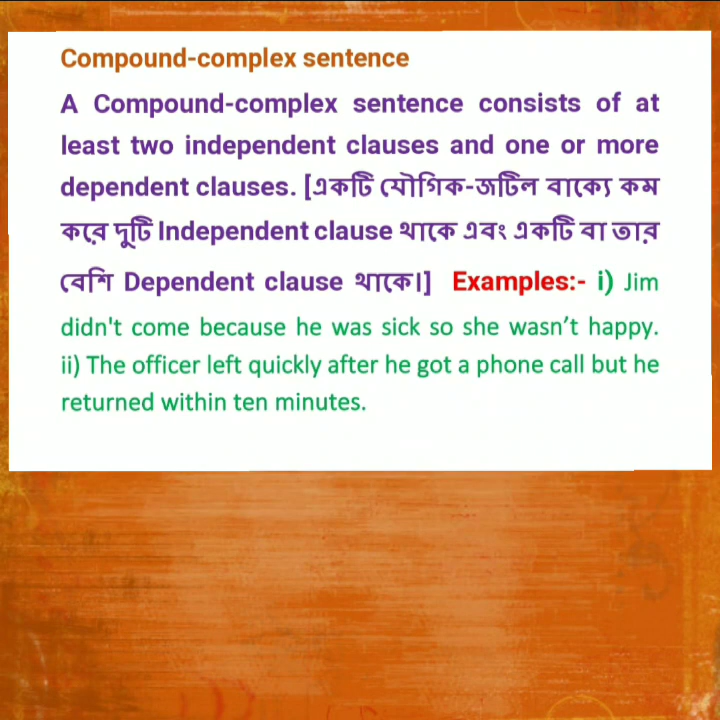 Compound-complex sentence
A Compound-complex sentence consists of at
least two independent clauses and one or more
dependent clauses. [একটি যৌগিক-জটিল বাক্যে কম
করে দুটি Independent clause থাকে এবং একটি বা তার
বেশি Dependent clause থাকে।] Examples:- i) Jim
didn't come because he was sick so she wasn’t happy.
ii) The officer left quickly after he got a phone call but he
returned within ten minutes.